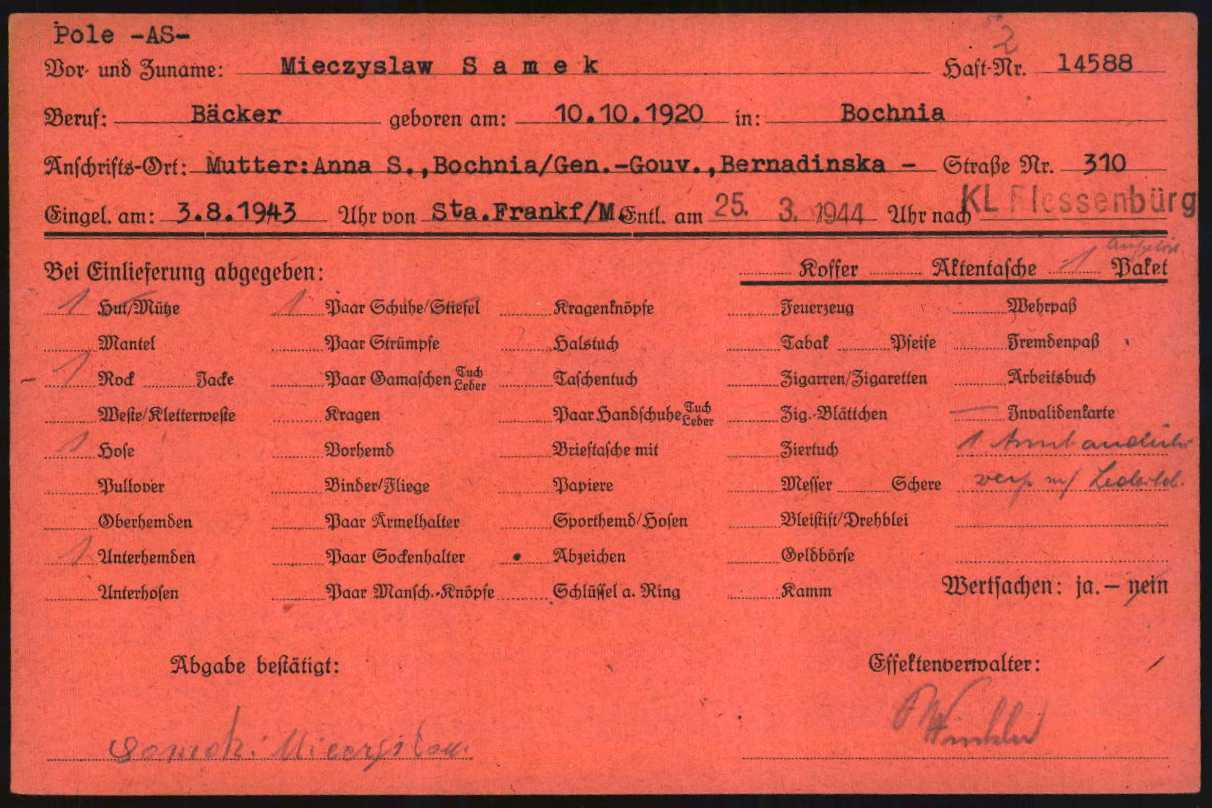 Pole -AS-
2
Vor- und Zuname: Mieczyslaw S a m e k Haft-Nr. 14588
Beruf: Bäcker geboren am: 10.10.1920 in: Bochnia
Anschrifts-Ort: Mutter:Anna S.,Bochnia/Gen.-Gouv.,Bernadinska - Straße Nr. 310
Eingel. am: 3.8.1943 Uhr von Sta.Frankf/M. Entl. am 25. 3. 1944 Uhr nach KL Flossenbürg
Bei Einlieferung abgegeben: Koffer Aktentasche 1 Paket
1 Hut/Mütze 1 Paar Schuhe/Stiefel Kragenknöpfe Feuerzeug Wehrpaß
Mantel Paar Strümpfe Halstuch Tabak Pfeife Fremdenpaß
1 Rock Jacke Paar Gamaschen Tuch Leder Taschentuch Zigarren/Zigaretten Arbeitsbuch
Weste/Kletterweste Kragen Paar Handschuhe Tuch Leder Zig.-Blättchen Invalidenkarte
1 Hose Vorhemd Brieftasche mit Ziertuch 1 Armbanduhr
Pullover Binder/Fliege Papiere Messer Schere
Oberhemden Paar Ärmelhalter Sporthemd/Hosen Bleistift/Drehblei
1 Unterhemden Paar Sockenhalter Abzeichen Geldbörse
Unterhosen Paar Mansch.-Knöpfe Schlüssel a. Ring Kamm Wertsachen: ja.— nein
Abgabe bestätigt: Effektenverwalter:
Samek Mieczysław Winkler